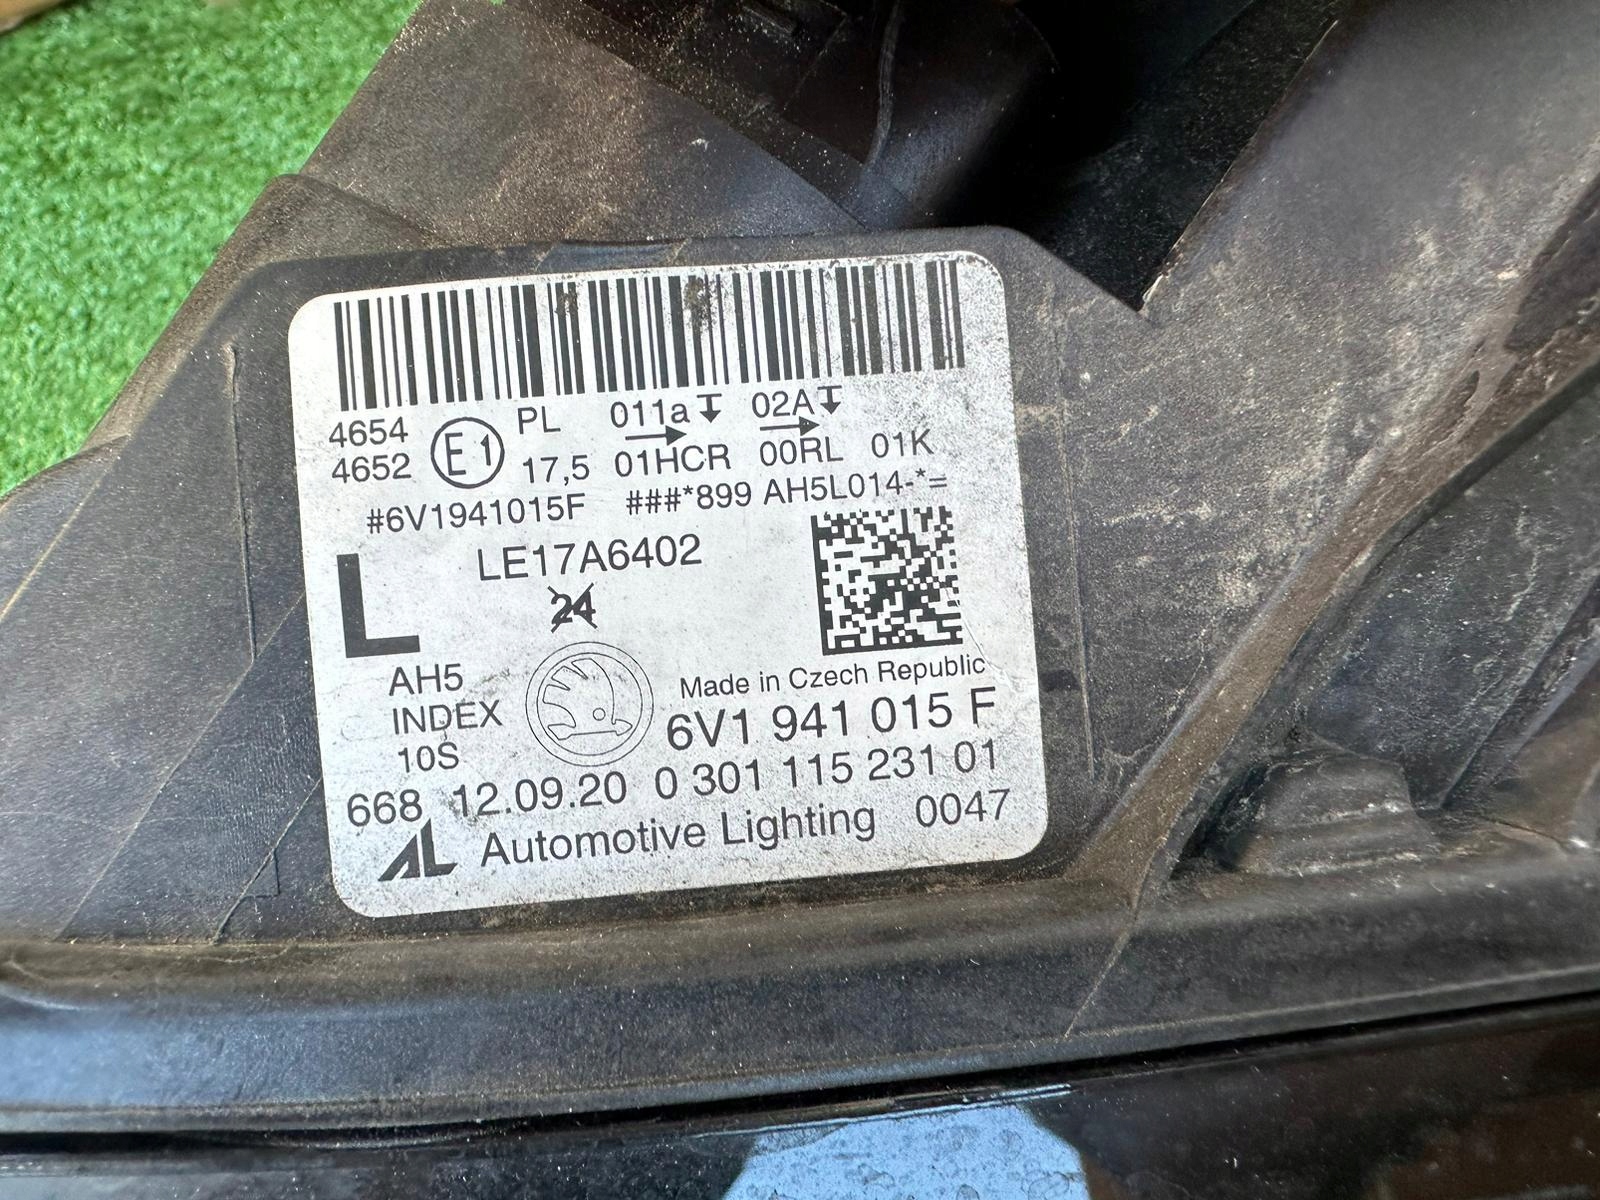 4654 E1 PL 011a 02A
4652 17,5 01HCR 00RL 01K
#6V1941015F ###*899 AH5L014-*=
LE17A6402
L 24
AH5 Made in Czech Republic
INDEX 6V1 941 015 F
10S
668 12.09.20 0 301 115 231 01
AL Automotive Lighting 0047